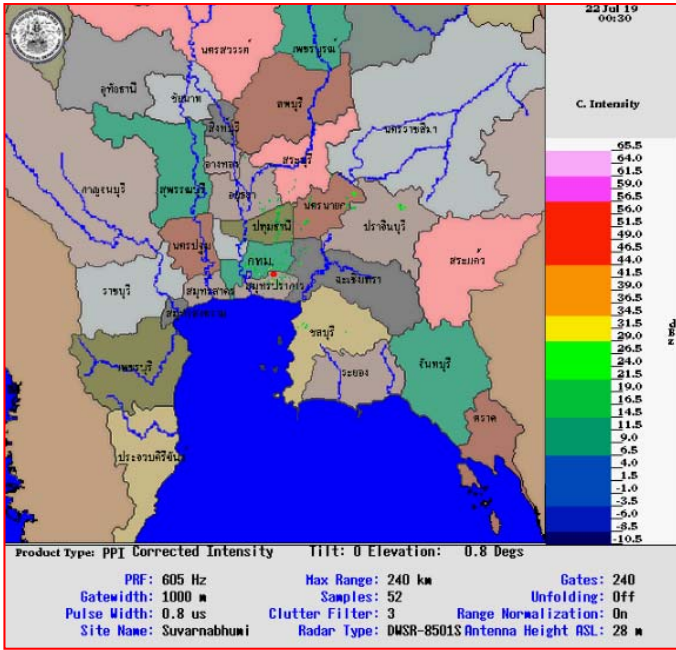 22 Jul 19
00:30
C. Intensity
65.5
64.0
61.5
59.0
56.5
56.0
51.5
49.0
46.5
44.0
41.5
39.0
36.5
34.0
31.5
29.0
26.5
24.0
21.5
19.0
16.5
14.0
11.5
9.0
6.5
4.0
1.5
-1.0
-3.5
-6.0
-8.5
-10.5
นครสวรรค์
เพชรบูรณ์
อุทัยธานี
ชัยนาท
ลพบุรี
สิงหบุรี
นครราชสีมา
อ่างทอง
สระบุรี
กาญจนบุรี
สุพรรณบุรี
อยุธยา
นครนายก
ปราจีนบุรี
ปทุมธานี
นครปฐม
กทม.
สระแก้ว
ราชบุรี
สมุทรสาคร
สมุทรปราการ
ฉะเชิงเทรา
สมุทรสงคราม
ชลบุรี
เพชรบุรี
ระยอง
จันทบุรี
ตราด
ประจวบคีรีขันธ์
Product Type: PPI Corrected Intensity Tilt: 0 Elevation: 0.8 Degs
PRF: 605 Hz Max Range: 240 km Gates: 240
Gatewidth: 1000 m Samples: 52 Unfolding: Off
Pulse Width: 0.8 us Clutter Filter: 3 Range Normalization: On
Site Name: Suvarnabhumi Radar Type: DWSR-8501S Antenna Height ASL: 28 m